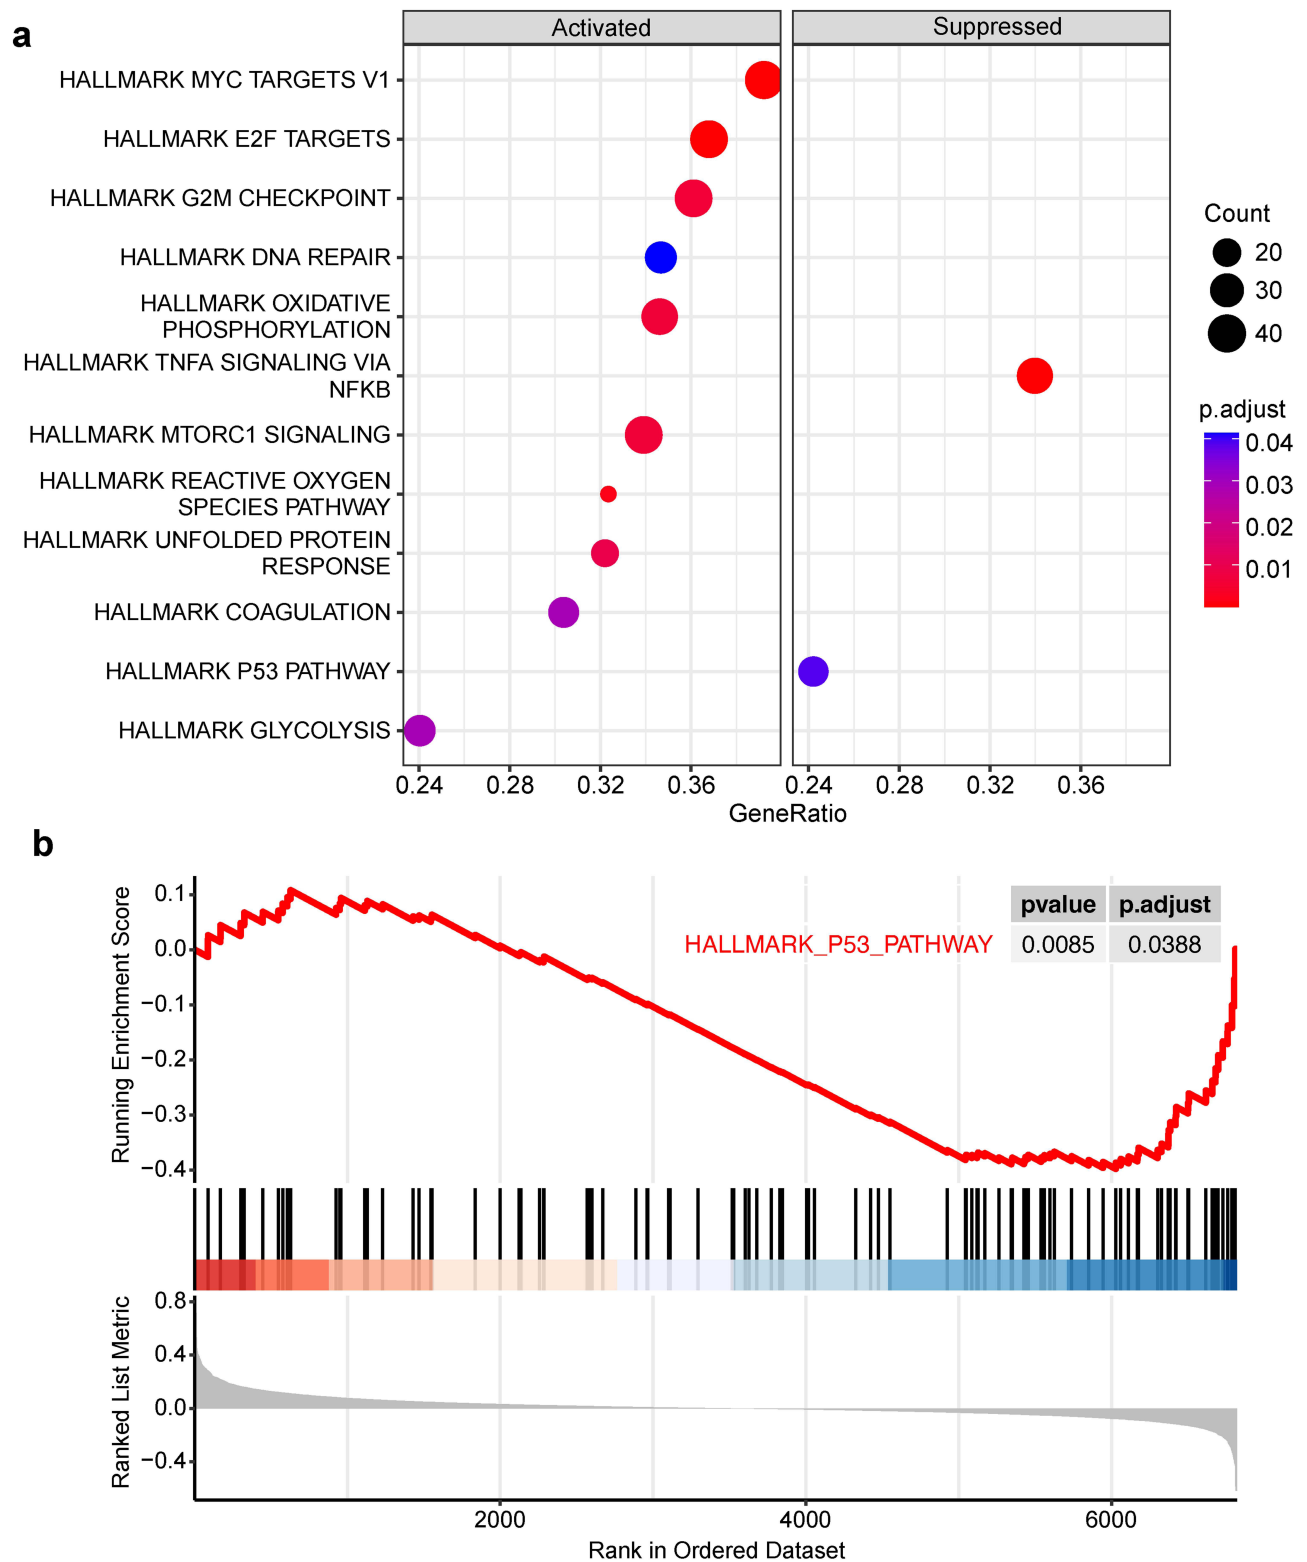 a
Activated
Suppressed
HALLMARK MYC TARGETS V1
HALLMARK E2F TARGETS
HALLMARK G2M CHECKPOINT
HALLMARK DNA REPAIR
HALLMARK OXIDATIVE
PHOSPHORYLATION
HALLMARK TNFA SIGNALING VIA
NFKB
HALLMARK MTORC1 SIGNALING
HALLMARK REACTIVE OXYGEN
SPECIES PATHWAY
HALLMARK UNFOLDED PROTEIN
RESPONSE
HALLMARK COAGULATION
HALLMARK P53 PATHWAY
HALLMARK GLYCOLYSIS
0.24 0.28 0.32 0.36
0.24 0.28 0.32 0.36
GeneRatio
Count
20
30
40
p.adjust
0.04
0.03
0.02
0.01
b
Running Enrichment Score
0.1
0.0
−0.1
−0.2
−0.3
−0.4
pvalue p.adjust
HALLMARK_P53_PATHWAY 0.0085 0.0388
Ranked List Metric
0.8
0.4
0.0
−0.4
2000 4000 6000
Rank in Ordered Dataset